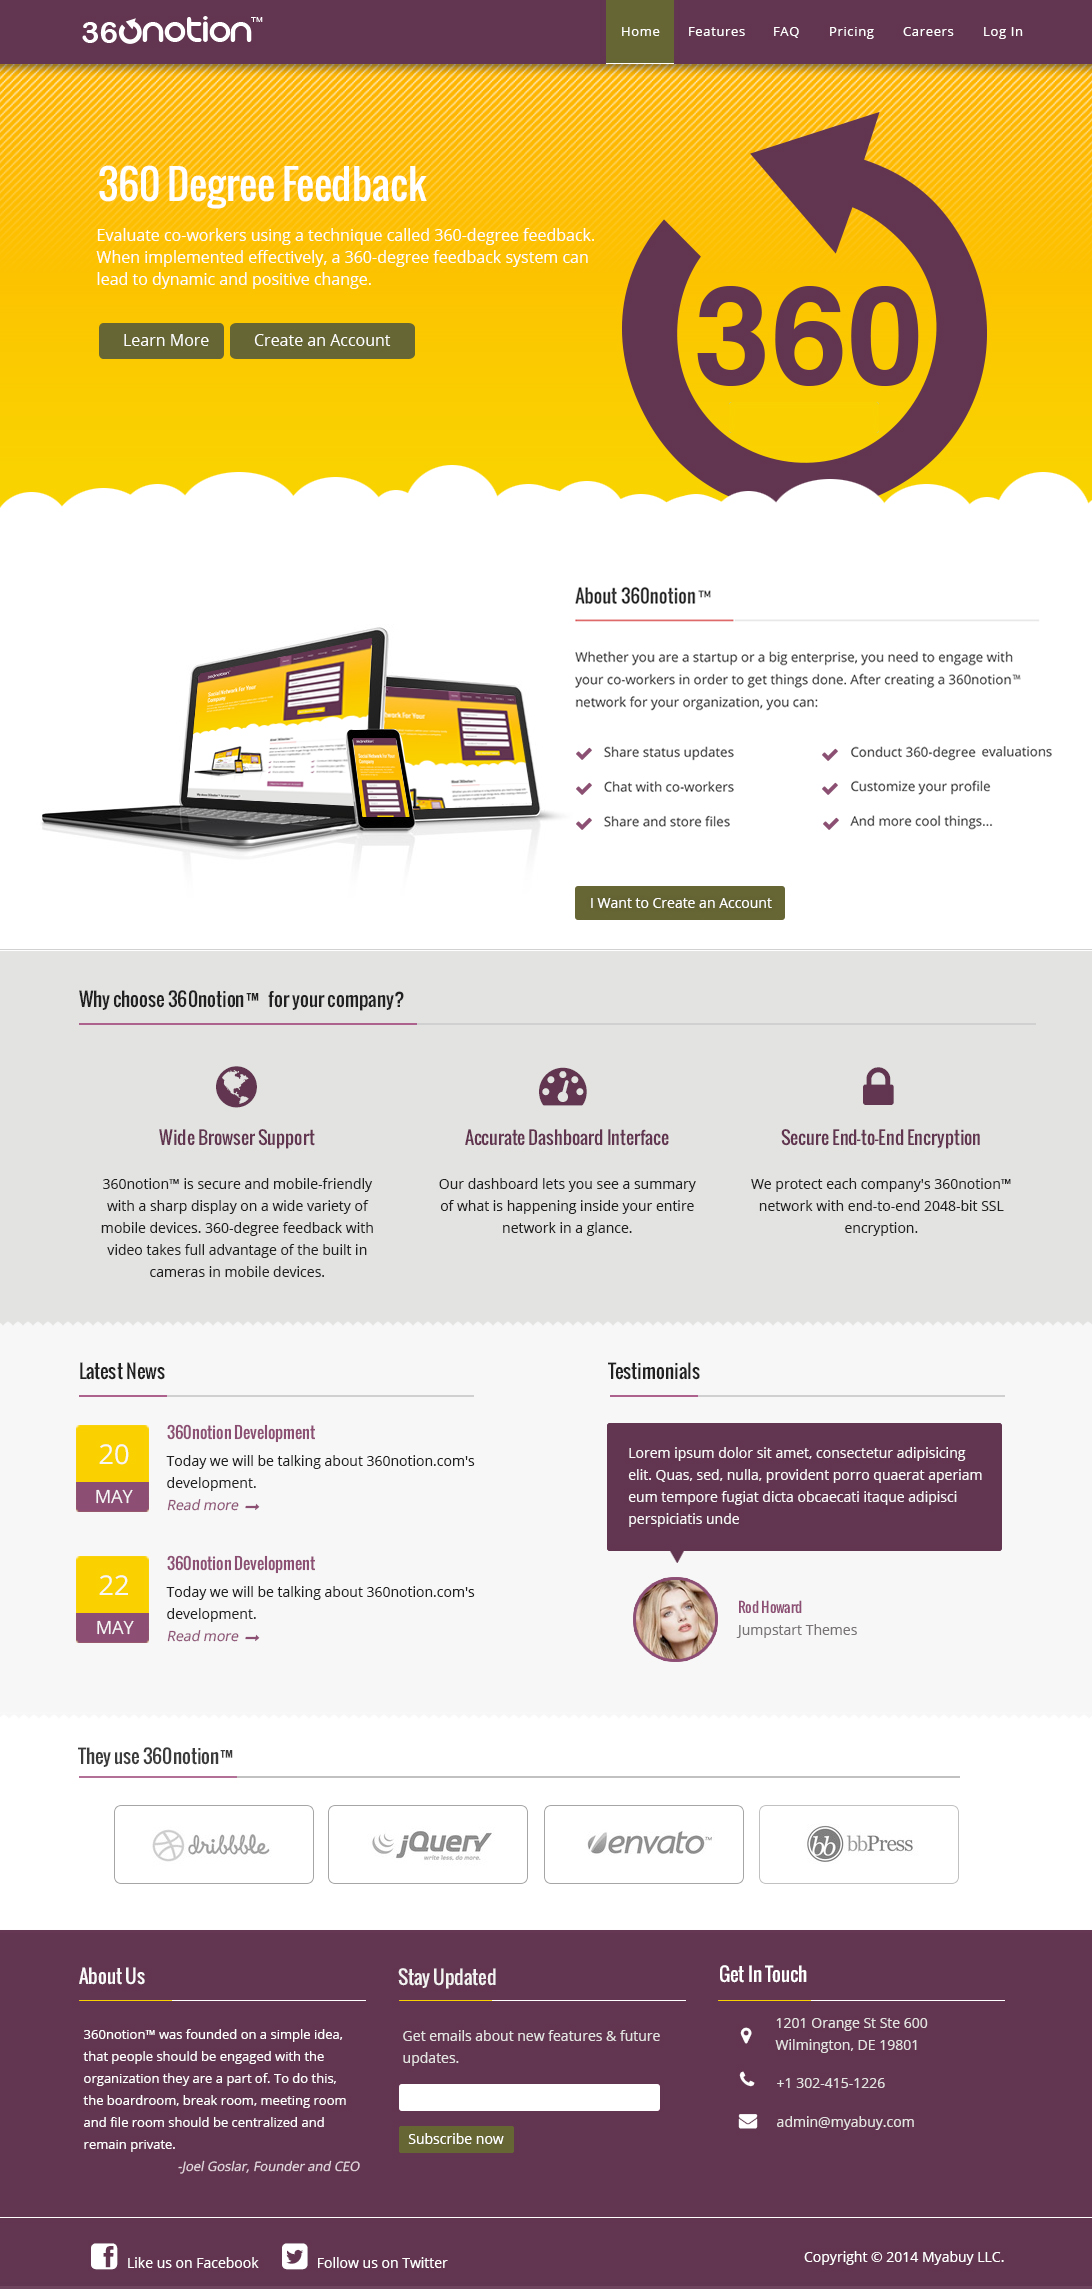 360notion™
Home Features FAQ Pricing Careers Log In
360 Degree Feedback
Evaluate co-workers using a technique called 360-degree feedback.
When implemented effectively, a 360-degree feedback system can
lead to dynamic and positive change.
Learn More Create an Account
360
About 360notion™
Whether you are a startup or a big enterprise, you need to engage with
your co-workers in order to get things done. After creating a 360notion™
network for your organization, you can:
Share status updates
Chat with co-workers
Share and store files
Conduct 360-degree evaluations
Customize your profile
And more cool things...
I Want to Create an Account
Why choose 360notion™ for your company?
Wide Browser Support
360notion™ is secure and mobile-friendly
with a sharp display on a wide variety of
mobile devices. 360-degree feedback with
video takes full advantage of the built in
cameras in mobile devices.
Accurate Dashboard Interface
Our dashboard lets you see a summary
of what is happening inside your entire
network in a glance.
Secure End-to-End Encryption
We protect each company's 360notion™
network with end-to-end 2048-bit SSL
encryption.
Latest News
20
MAY
360notion Development
Today we will be talking about 360notion.com's
development.
Read more
22
MAY
360notion Development
Today we will be talking about 360notion.com's
development.
Read more
Testimonials
Lorem ipsum dolor sit amet, consectetur adipisicing
elit. Quas, sed, nulla, provident porro quaerat aperiam
eum tempore fugiat dicta obcaecati itaque adipisci
perspiciatis unde
Rod Howard
Jumpstart Themes
They use 360notion™
dribbble
jQuery
write less, do more.
envato™
bb bbPress
About Us
360notion™ was founded on a simple idea,
that people should be engaged with the
organization they are a part of. To do this,
the boardroom, break room, meeting room
and file room should be centralized and
remain private.
-Joel Goslar, Founder and CEO
Stay Updated
Get emails about new features & future
updates.
Subscribe now
Get In Touch
1201 Orange St Ste 600
Wilmington, DE 19801
+1 302-415-1226
admin@myabuy.com
Like us on Facebook
Follow us on Twitter
Copyright © 2014 Myabuy LLC.